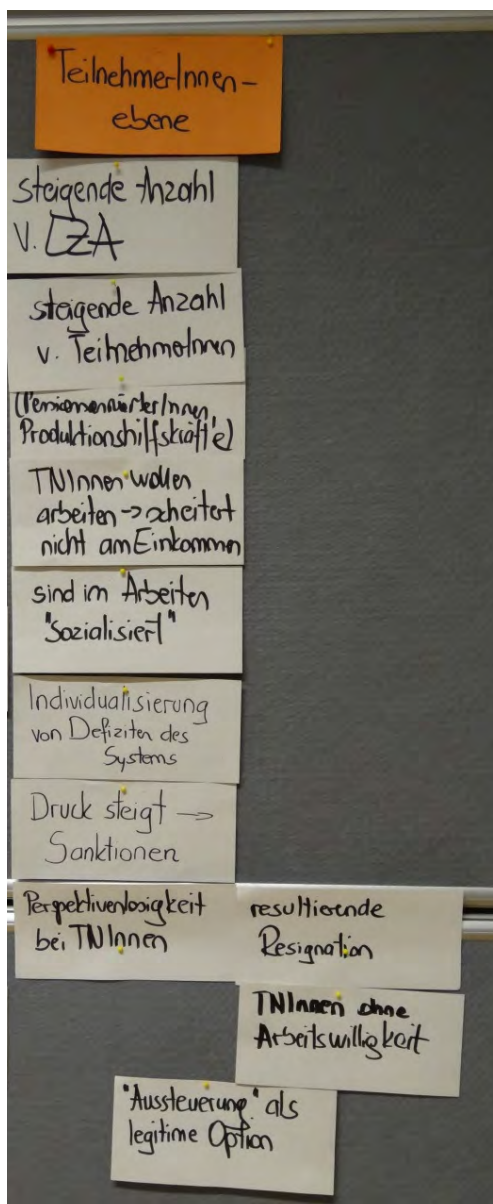 TeilnehmerInnen-
ebene
steigende Anzahl
v. LZA
steigende Anzahl
v. TeilnehmerInnen
Produktionshilfskräfte)
TNInnen wollen
arbeiten -> scheitert
nicht am Einkommen
sind im Arbeiten
"Sozialisiert"
Individualisierung
von Defiziten des
Systems
Druck steigt ->
Sanktionen
Perspektivenlosigkeit
bei TNInnen
resultierende
Resignation
TNInnen ohne
Arbeitswilligkeit
"Aussteuerung" als
legitime Option